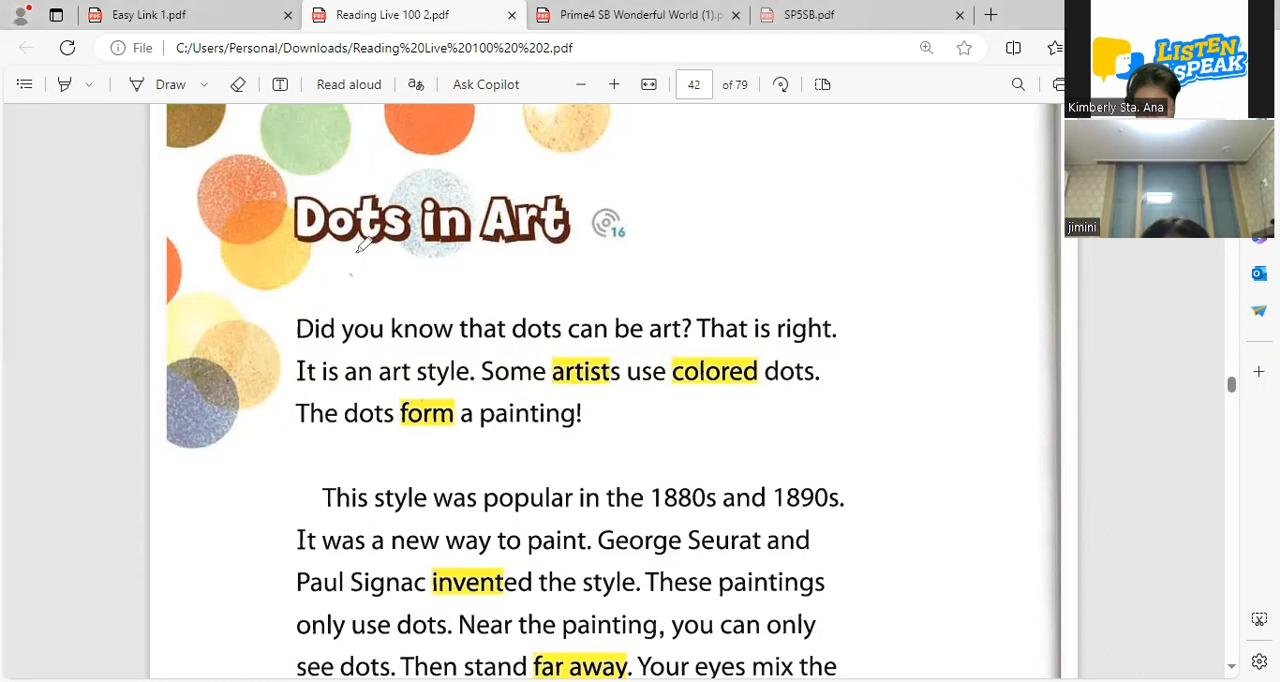 Easy Link 1.pdf
Reading Live 100 2.pdf
Prime4 SB Wonderful World (1).p
SP5SB.pdf
File
C:/Users/Personal/Downloads/Reading%20Live%20100%20%202.pdf
Draw
Read aloud
aあ
Ask Copilot
42 of 79
LISTEN
SPEAK
Kimberly Sta. Ana
jimini
Dots in Art
16
Did you know that dots can be art? That is right.
It is an art style. Some artists use colored dots.
The dots form a painting!
This style was popular in the 1880s and 1890s.
It was a new way to paint. George Seurat and
Paul Signac invented the style. These paintings
only use dots. Near the painting, you can only
see dots. Then stand far away. Your eyes mix the